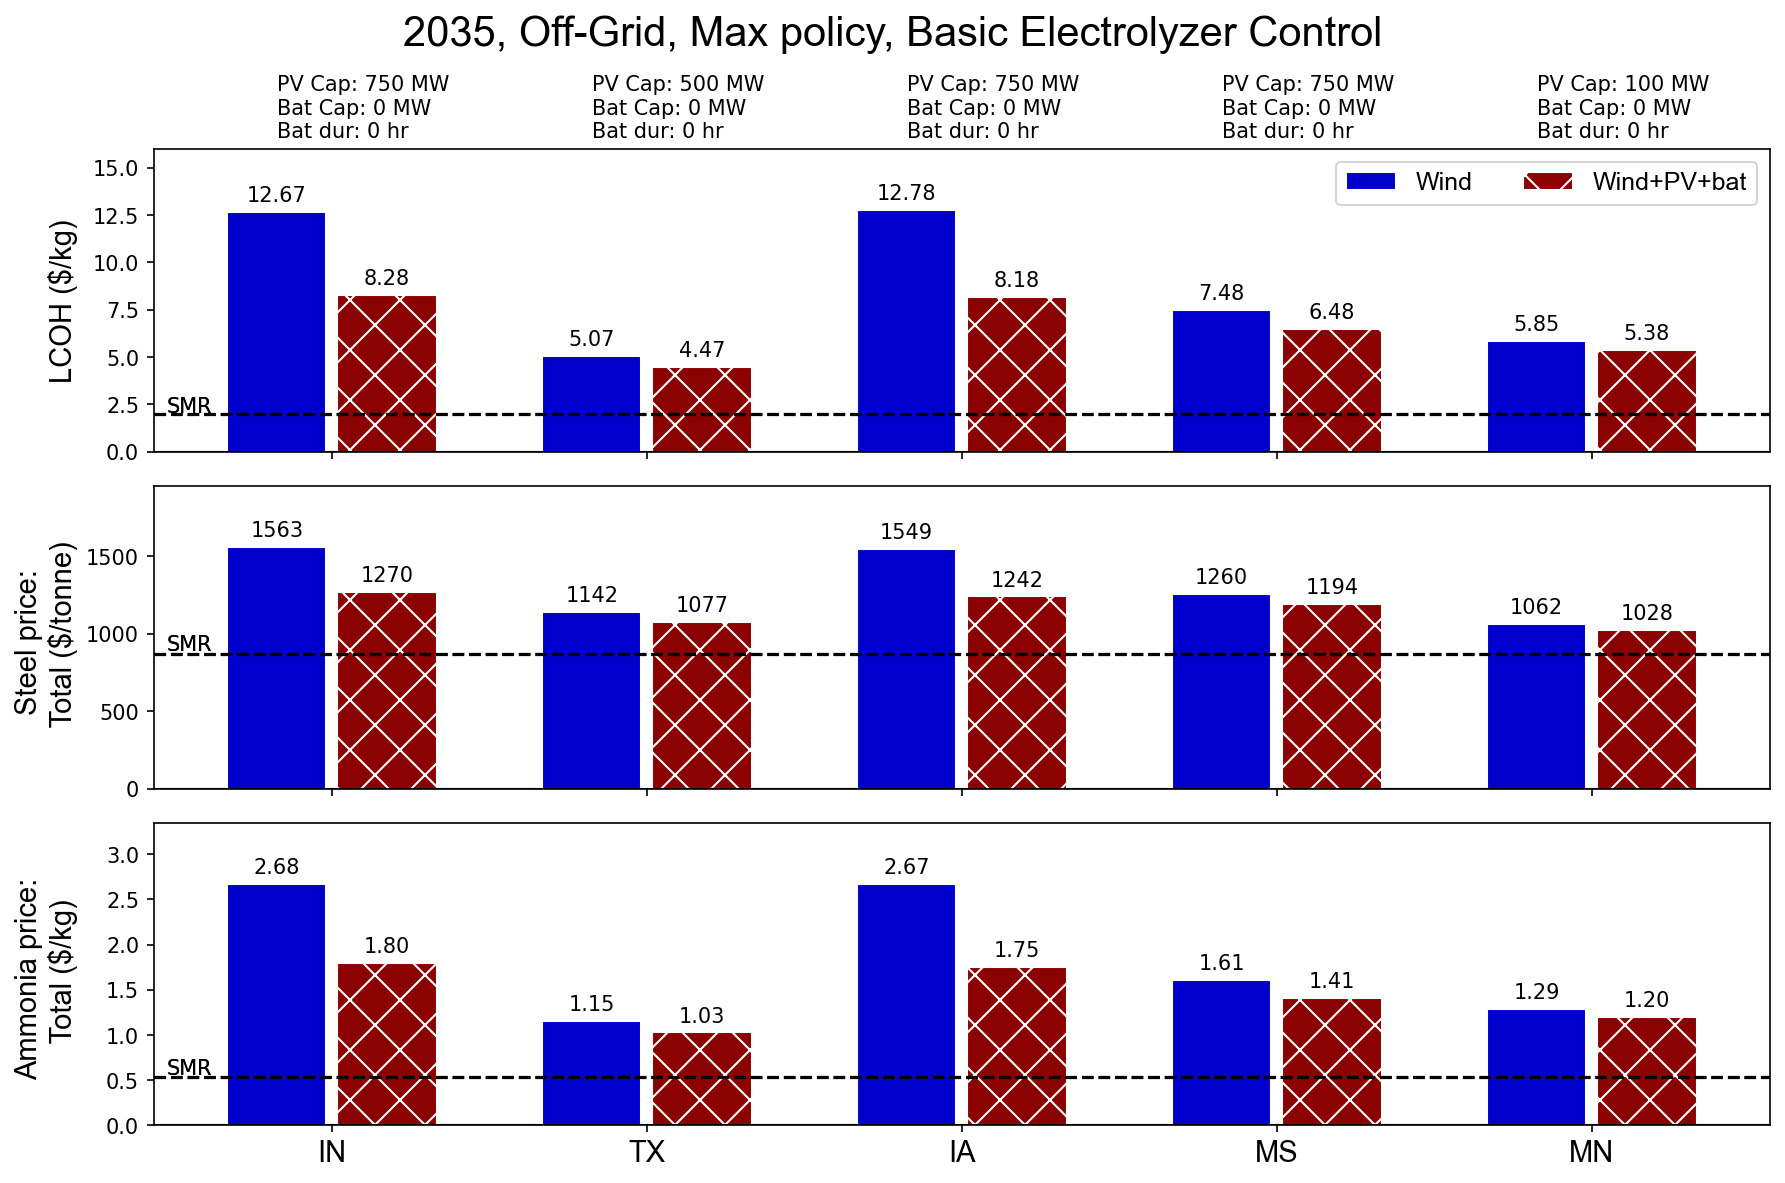 2035, Off-Grid, Max policy, Basic Electrolyzer Control
PV Cap: 750 MW
Bat Cap: 0 MW
Bat dur: 0 hr
PV Cap: 500 MW
Bat Cap: 0 MW
Bat dur: 0 hr
PV Cap: 750 MW
Bat Cap: 0 MW
Bat dur: 0 hr
PV Cap: 750 MW
Bat Cap: 0 MW
Bat dur: 0 hr
PV Cap: 100 MW
Bat Cap: 0 MW
Bat dur: 0 hr
LCOH ($/kg)
15.0
12.5
10.0
7.5
5.0
2.5
0.0
SMR
Wind
Wind+PV+bat
12.67
8.28
5.07
4.47
12.78
8.18
7.48
6.48
5.85
5.38
Steel price:
Total ($/tonne)
1500
1000
500
0
SMR
1563
1270
1142
1077
1549
1242
1260
1194
1062
1028
Ammonia price:
Total ($/kg)
3.0
2.5
2.0
1.5
1.0
0.5
0.0
SMR
2.68
1.80
1.15
1.03
2.67
1.75
1.61
1.41
1.29
1.20
IN
TX
IA
MS
MN